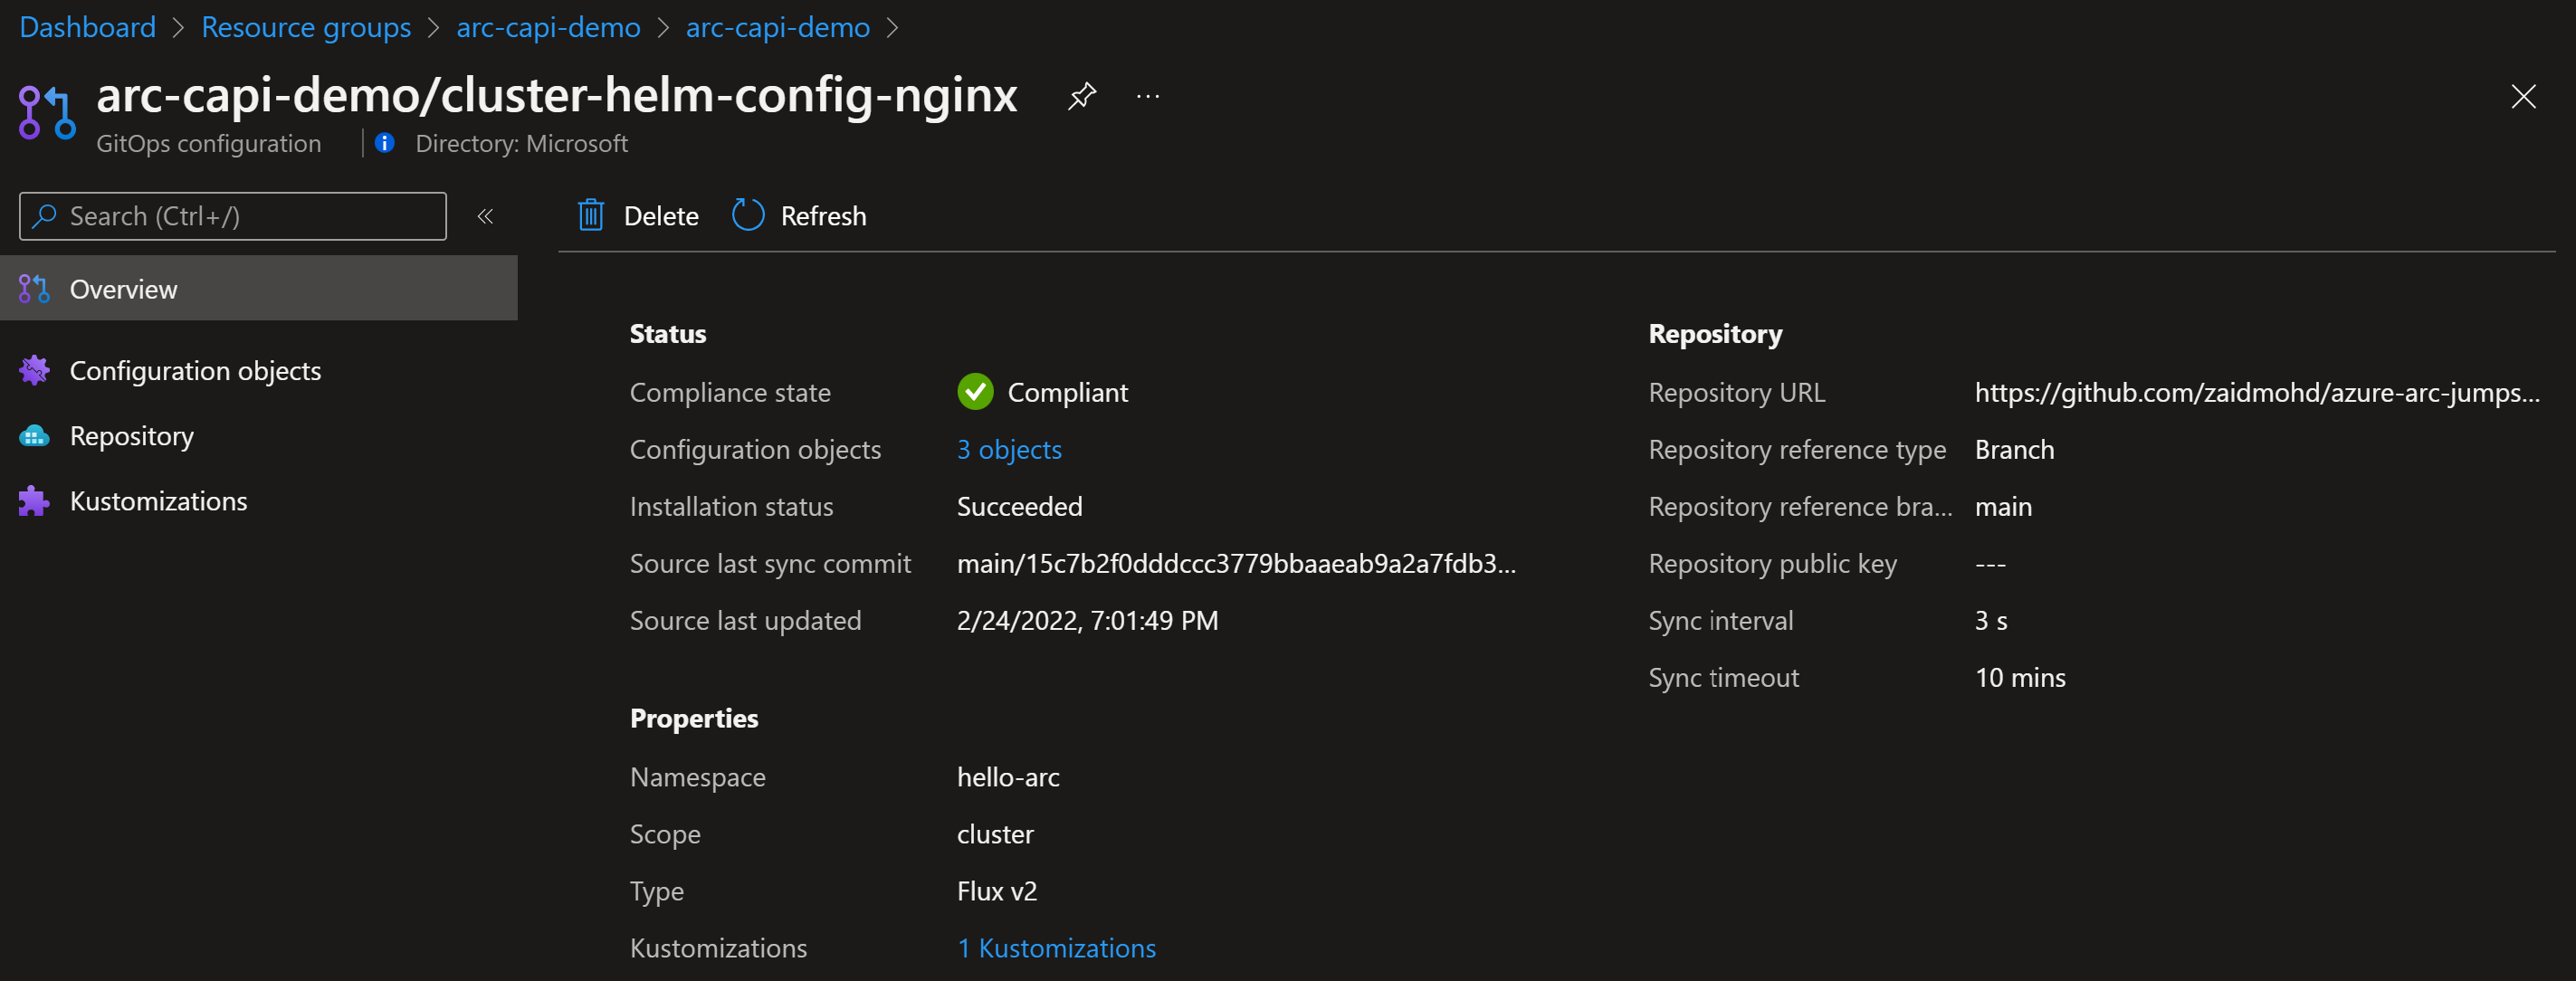 Dashboard > Resource groups > arc-capi-demo > arc-capi-demo >
arc-capi-demo/cluster-helm-config-nginx ...
GitOps configuration | Directory: Microsoft
Search (Ctrl+/) «
Overview
Configuration objects
Repository
Kustomizations
Delete Refresh
Status
Compliance state Compliant
Configuration objects 3 objects
Installation status Succeeded
Source last sync commit main/15c7b2f0dddccc3779bbaaeab9a2a7fdb3...
Source last updated 2/24/2022, 7:01:49 PM
Properties
Namespace hello-arc
Scope cluster
Type Flux v2
Kustomizations 1 Kustomizations
Repository
Repository URL https://github.com/zaidmohd/azure-arc-jumps...
Repository reference type Branch
Repository reference bra... main
Repository public key ---
Sync interval 3 s
Sync timeout 10 mins